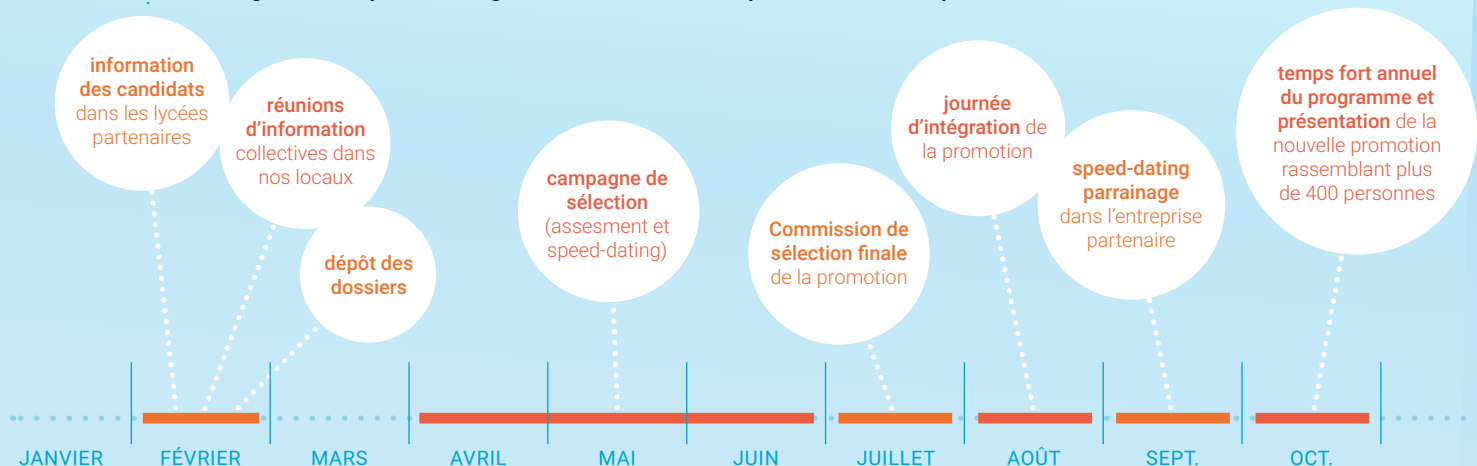 information
des candidats
dans les lycées
partenaires
réunions
d’information
collectives dans
nos locaux
dépôt des
dossiers
campagne de
sélection
(assesment et
speed-dating)
Commission de
sélection finale
de la promotion
journée
d’intégration de
la promotion
speed-dating
parrainage
dans l’entreprise
partenaire
temps fort annuel
du programme et
présentation de la
nouvelle promotion
rassemblant plus
de 400 personnes
JANVIER
FÉVRIER
MARS
AVRIL
MAI
JUIN
JUILLET
AOÛT
SEPT.
OCT.